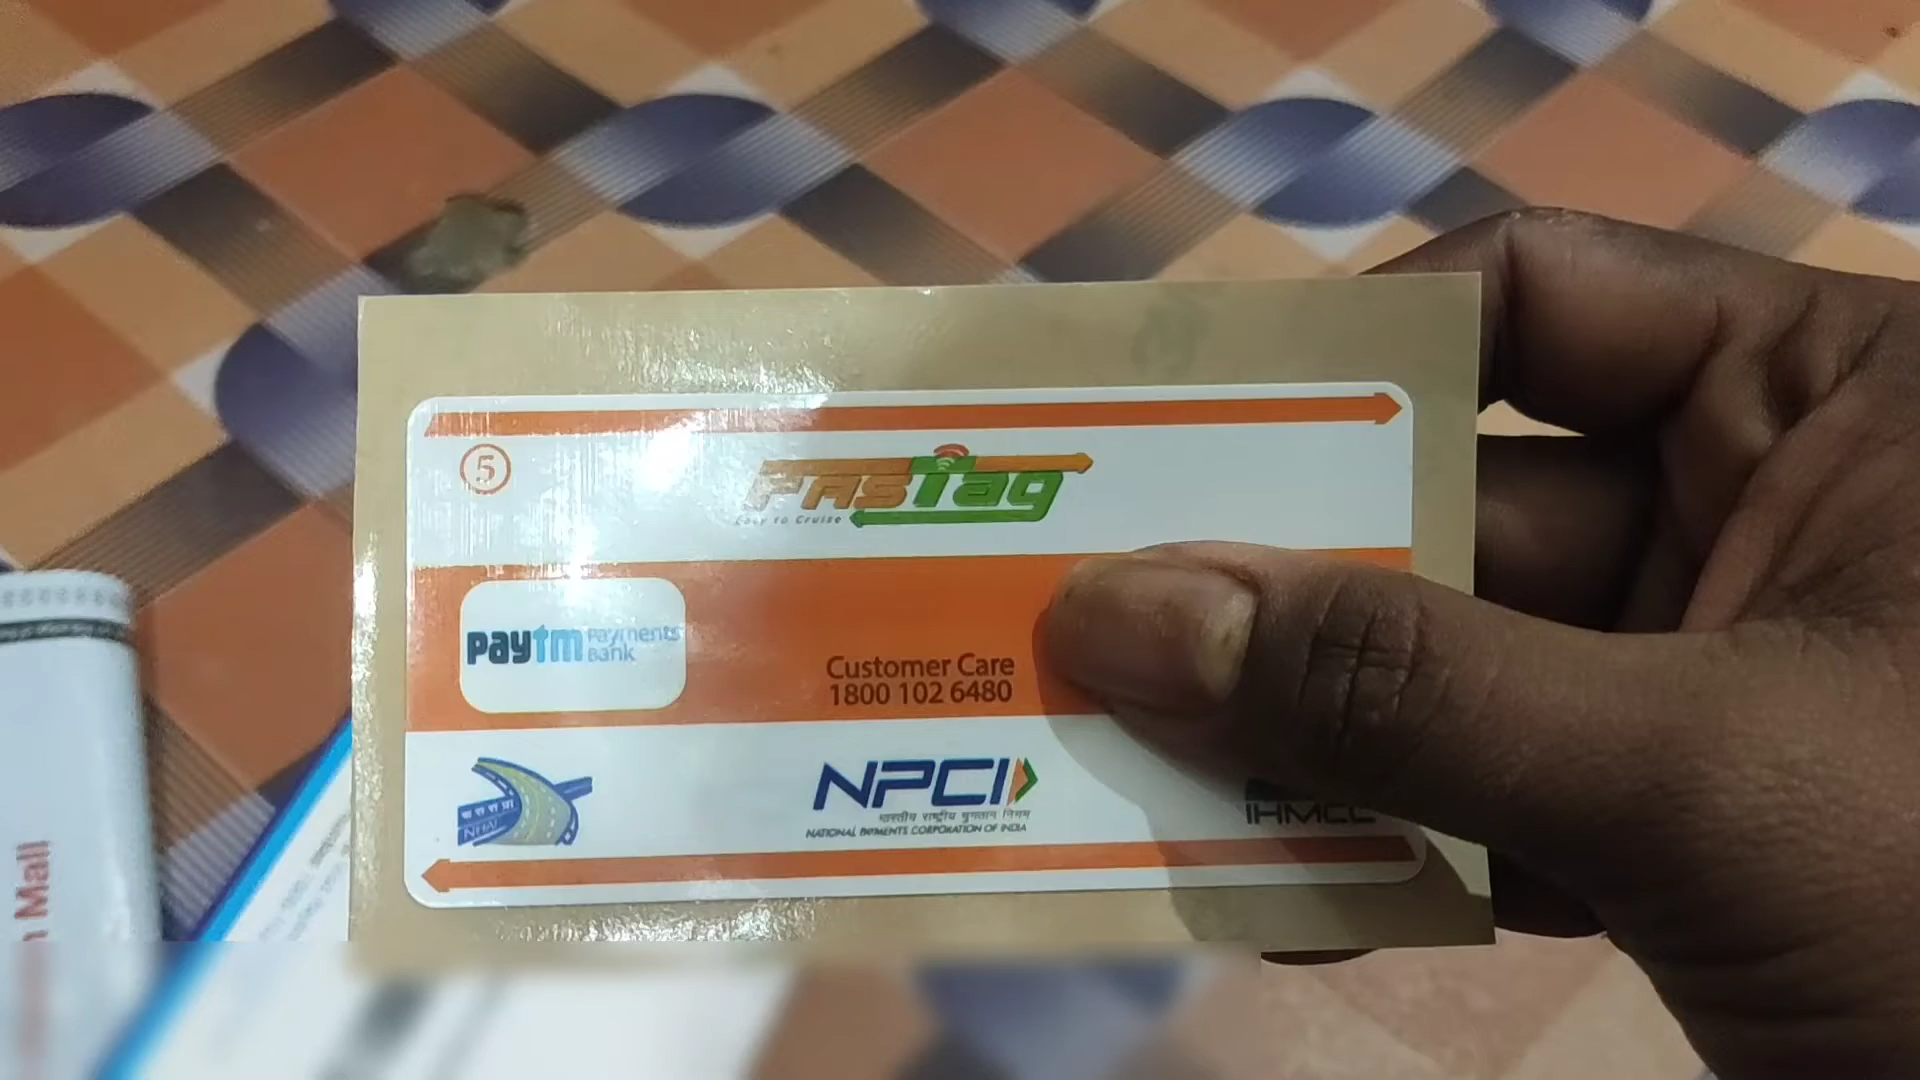 5
FASTag
Easy to Cruise
paytm Payments
Bank
Customer Care
1800 102 6480
भा रा रा प्रा
NHAI
NPCI
भारतीय राष्ट्रीय भुगतान निगम
NATIONAL PAYMENTS CORPORATION OF INDIA
IHMCL
Mall